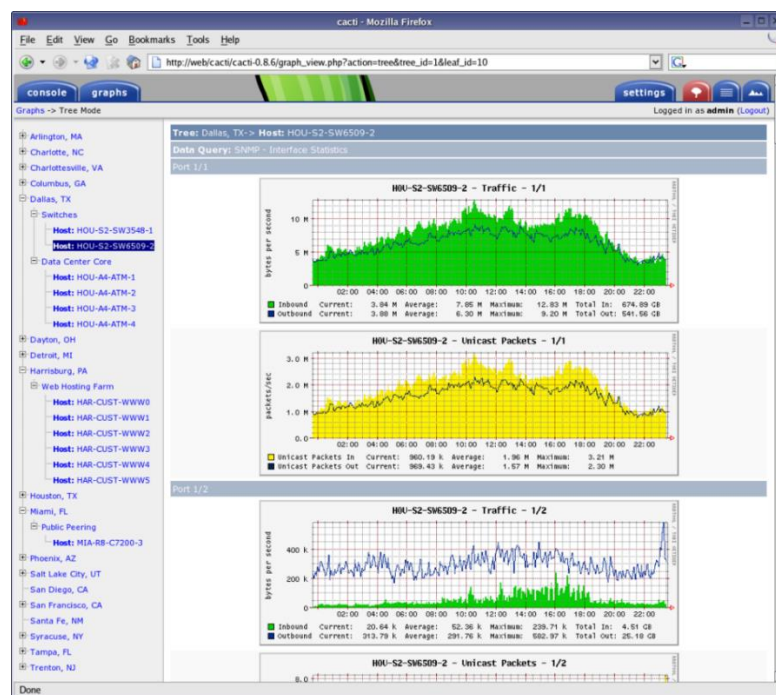 cacti - Mozilla Firefox
File Edit View Go Bookmarks Tools Help
http://web/cacti/cacti-0.8.6/graph_view.php?action=tree&tree_id=1&leaf_id=10
console graphs settings
Graphs -> Tree Mode
Logged in as admin (Logout)
Arlington, MA
Charlotte, NC
Charlottesville, VA
Columbus, GA
Dallas, TX
Switches
Host: HOU-S2-SW3548-1
Host: HOU-S2-SW6509-2
Data Center Core
Host: HOU-A4-ATM-1
Host: HOU-A4-ATM-2
Host: HOU-A4-ATM-3
Host: HOU-A4-ATM-4
Dayton, OH
Detroit, MI
Harrisburg, PA
Web Hosting Farm
Host: HAR-CUST-WWW0
Host: HAR-CUST-WWW1
Host: HAR-CUST-WWW2
Host: HAR-CUST-WWW3
Host: HAR-CUST-WWW4
Host: HAR-CUST-WWW5
Houston, TX
Miami, FL
Public Peering
Host: MIA-RB-C7200-3
Phoenix, AZ
Salt Lake City, UT
San Diego, CA
San Francisco, CA
Santa Fe, NM
Syracuse, NY
Tampa, FL
Trenton, NJ
Tree: Dallas, TX-> Host: HOU-S2-SW6509-2
Data Query: SNMP - Interface Statistics
Port 1/1
HOU-S2-SW6509-2 - Traffic - 1/1
bytes per second
10 M
5 M
0
02:00 04:00 06:00 08:00 10:00 12:00 14:00 16:00 18:00 20:00 22:00
Inbound Current: 3.84 M Average: 7.85 M Maximum: 12.83 M Total In: 674.89 GB
Outbound Current: 3.88 M Average: 6.30 M Maximum: 9.20 M Total Out: 541.56 GB
HOU-S2-SW6509-2 - Unicast Packets - 1/1
packets/sec
3.0 M
2.0 M
1.0 M
0.0
02:00 04:00 06:00 08:00 10:00 12:00 14:00 16:00 18:00 20:00 22:00
Unicast Packets In Current: 960.19 k Average: 1.96 M Maximum: 3.21 M
Unicast Packets Out Current: 969.43 k Average: 1.57 M Maximum: 2.30 M
Port 1/2
HOU-S2-SW6509-2 - Traffic - 1/2
bytes per second
400 k
200 k
0
02:00 04:00 06:00 08:00 10:00 12:00 14:00 16:00 18:00 20:00 22:00
Inbound Current: 20.64 k Average: 52.36 k Maximum: 239.71 k Total In: 4.51 GB
Outbound Current: 313.79 k Average: 291.76 k Maximum: 582.97 k Total Out: 25.18 GB
HOU-S2-SW6509-2 - Unicast Packets - 1/2
8.0
Done